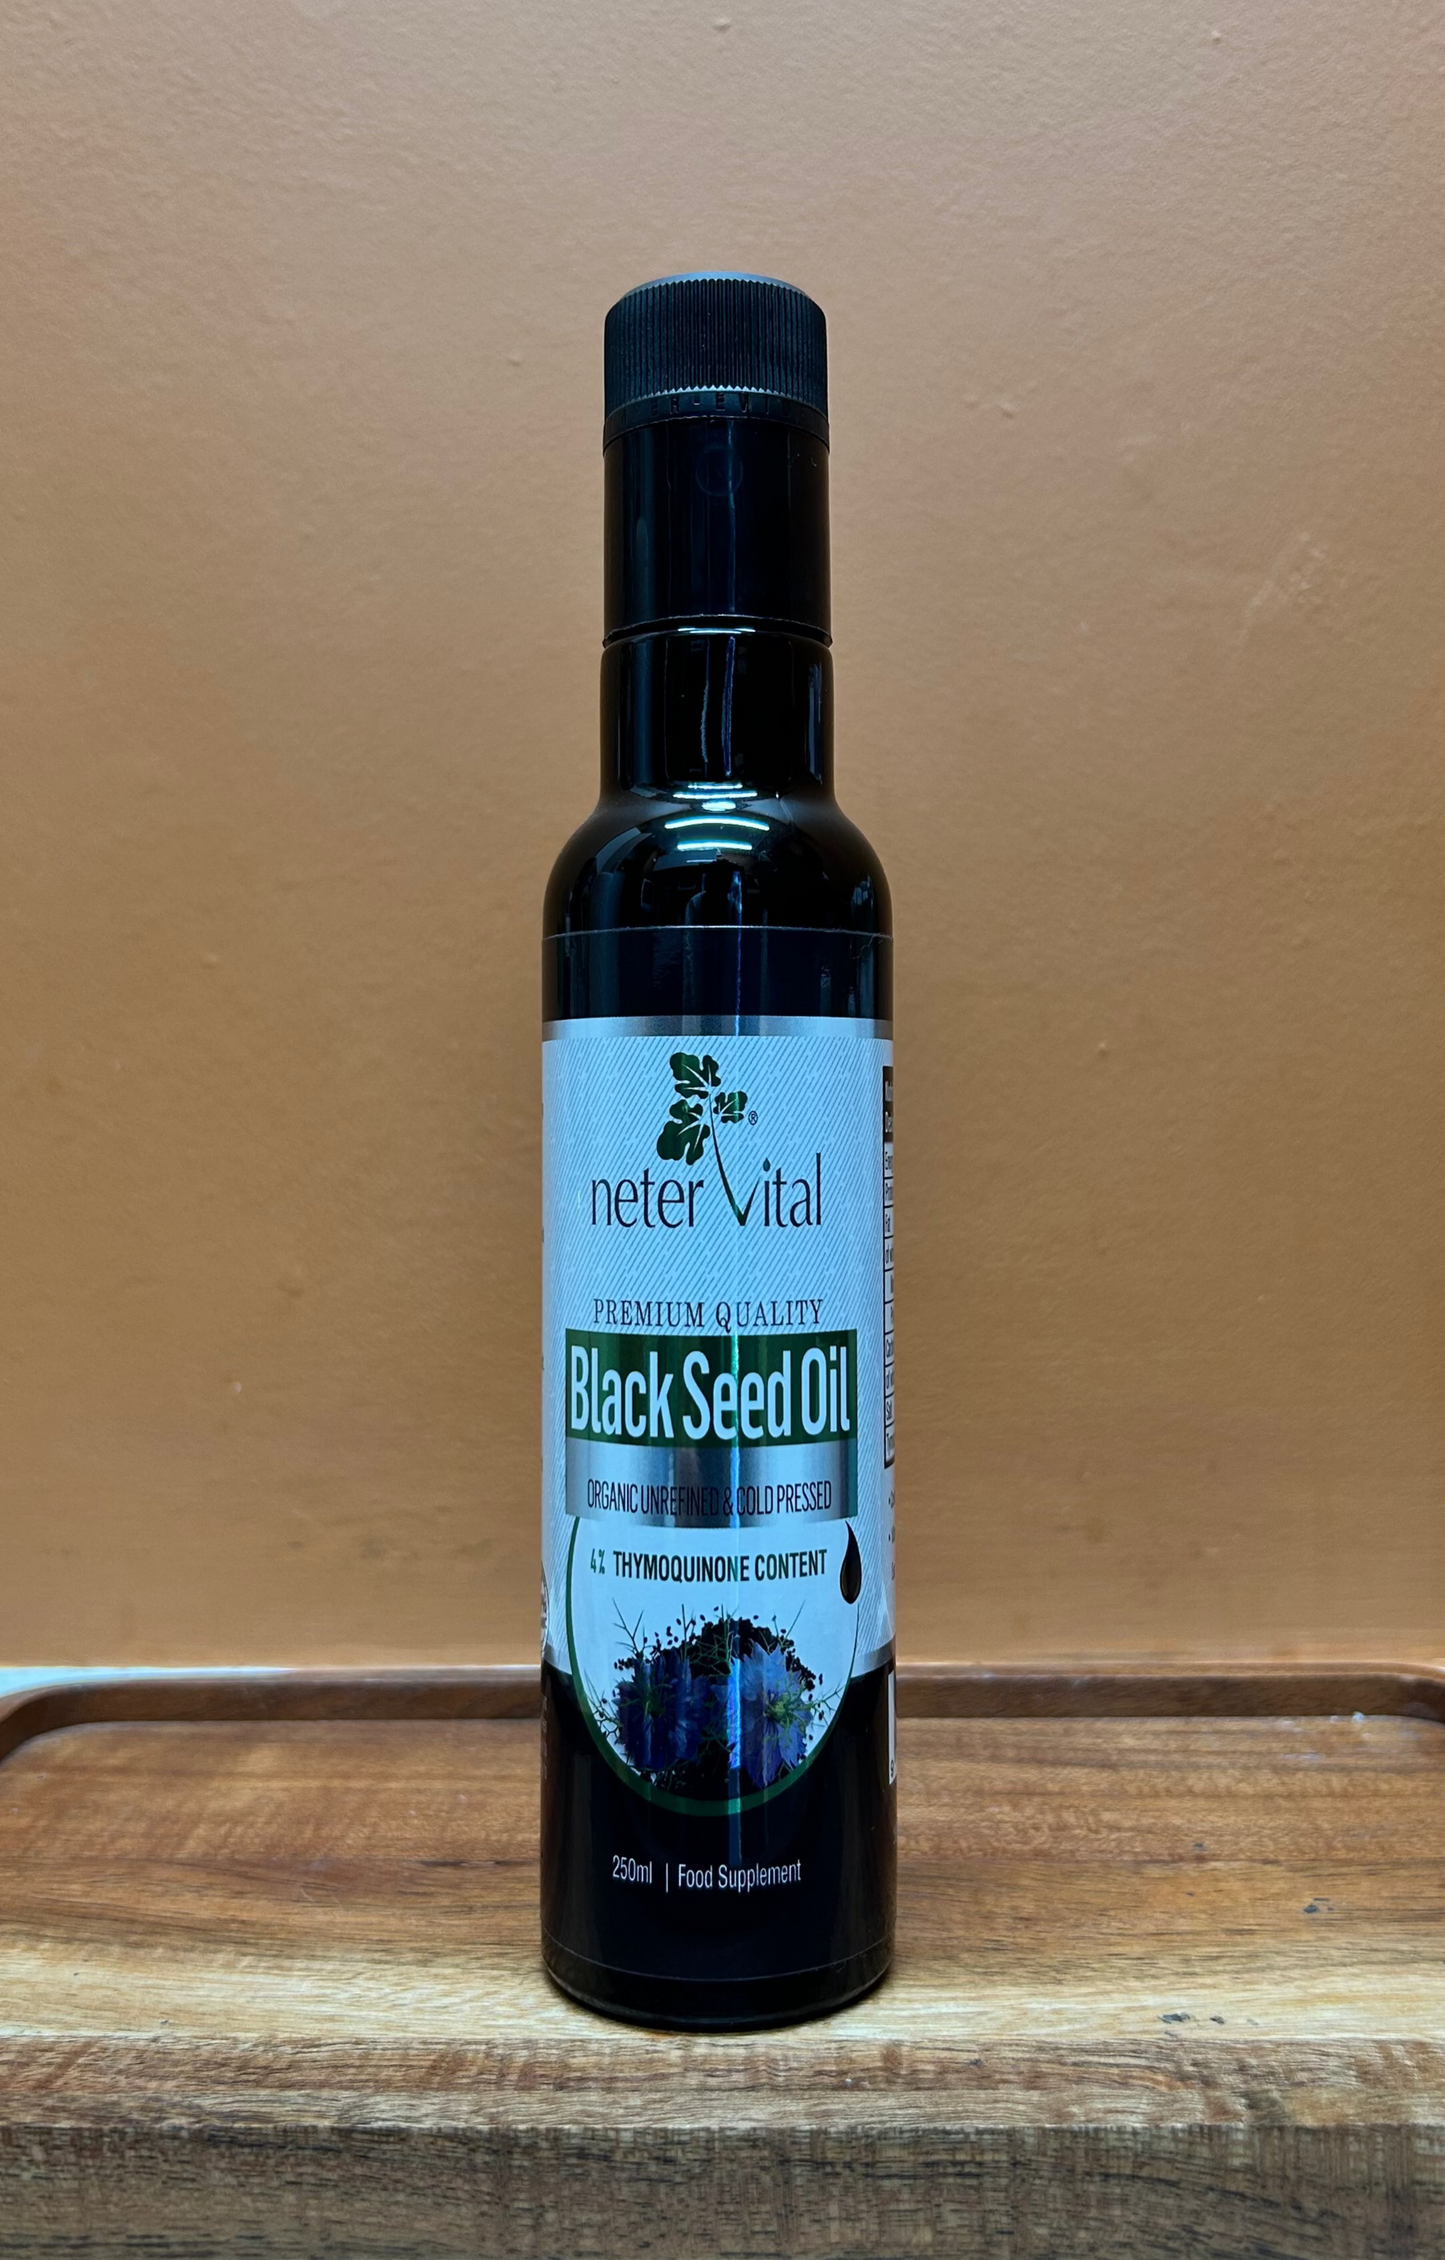 ®
neter vital
PREMIUM QUALITY
Black Seed Oil
ORGANIC UNREFINED & COLD PRESSED
4% THYMOQUINONE CONTENT
250ml | Food Supplement